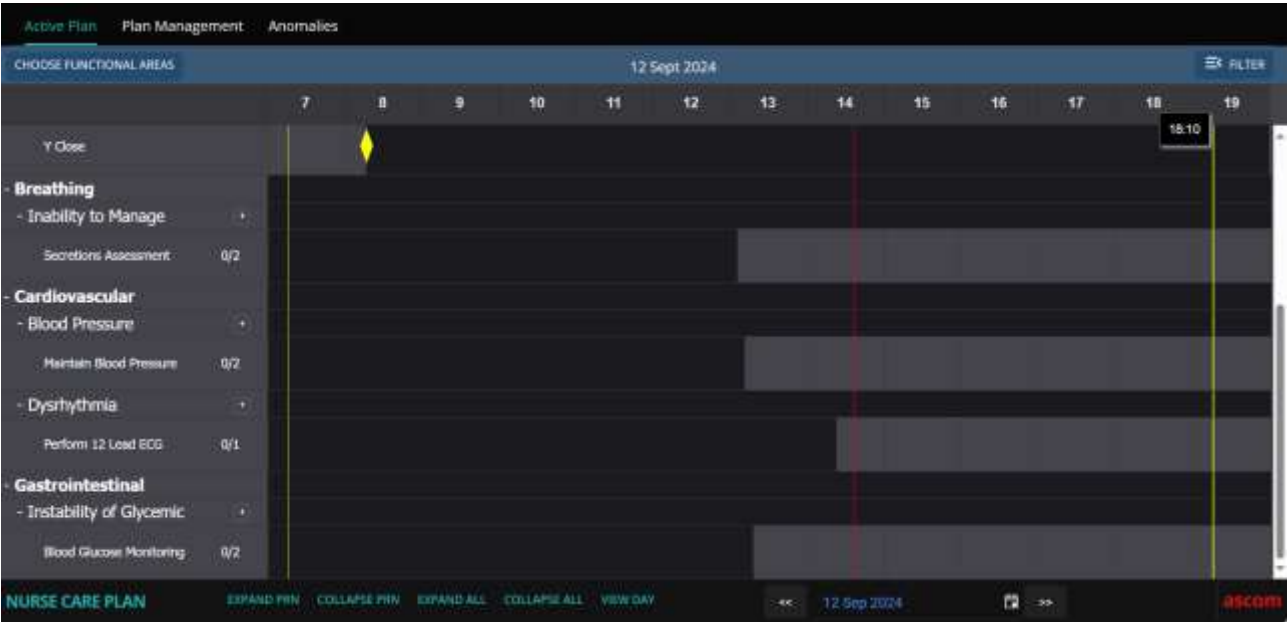 Active Plan Plan Management Anomalies
CHOOSE FUNCTIONAL AREAS 12 Sept 2024 FILTER
7 8 9 10 11 12 13 14 15 16 17 18 19
18:10
Y Close
- Breathing
- Inability to Manage
Secretions Assessment 0/2
- Cardiovascular
- Blood Pressure
Maintain Blood Pressure 0/2
- Dysrhythmia
Perform 12 Lead ECG 0/1
- Gastrointestinal
- Instability of Glycemic
Blood Glucose Monitoring 0/2
NURSE CARE PLAN EXPAND PRN COLLAPSE PRN EXPAND ALL COLLAPSE ALL VIEW DAY << 12 Sep 2024 >> ascom